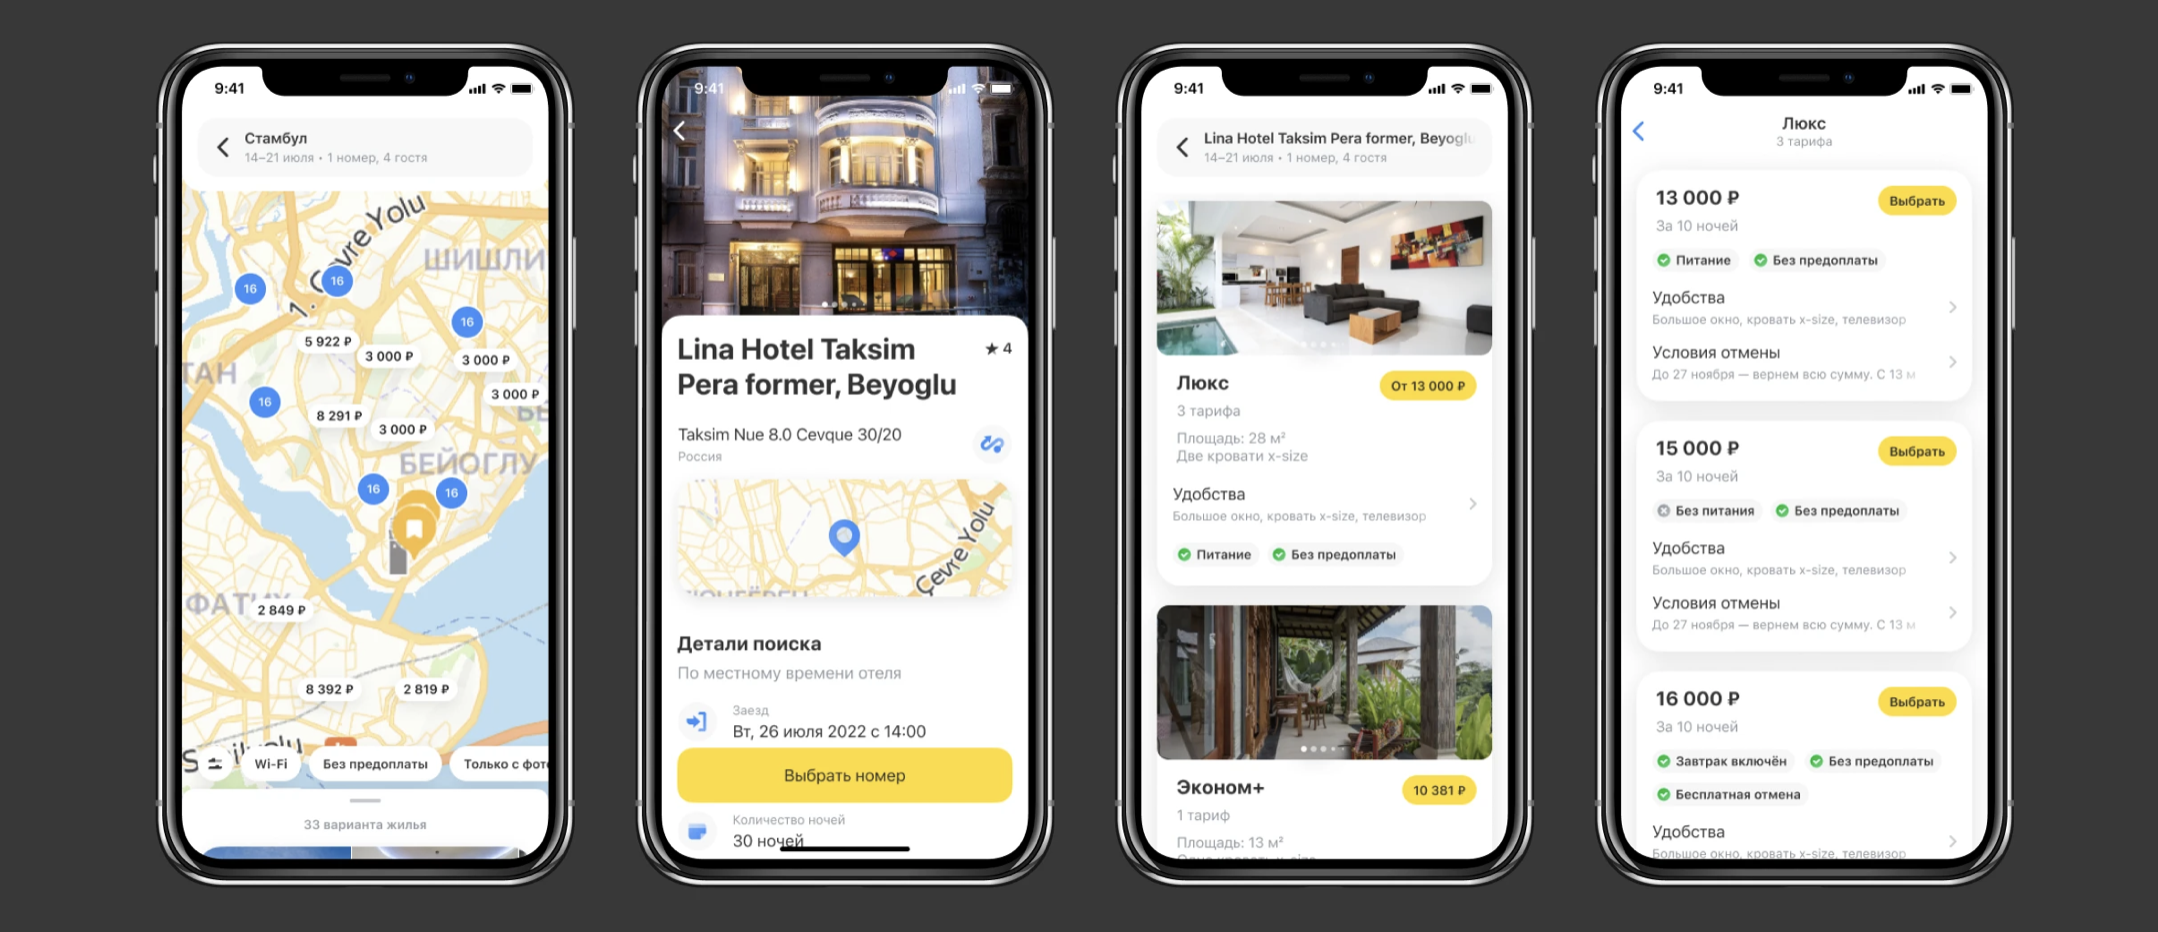 9:41
Стамбул
14–21 июля • 1 номер, 4 гостя
1. Çevre Yolu
ШИШЛИ
16
16
16
5 922 ₽
3 000 ₽
3 000 ₽
ТАН
3 000 ₽
16
БЕ
8 291 ₽
3 000 ₽
БЕЙОГЛУ
16
16
ФАТИХ
2 849 ₽
8 392 ₽
2 819 ₽
Wi-Fi
Без предоплаты
Только с фот
33 варианта жилья
9:41
Lina Hotel Taksim
Pera former, Beyoglu
★ 4
Taksim Nue 8.0 Cevque 30/20
Россия
Çevre Yolu
Детали поиска
По местному времени отеля
Заезд
Вт, 26 июля 2022 с 14:00
Выбрать номер
Количество ночей
30 ночей
9:41
Lina Hotel Taksim Pera former, Beyoglu
14–21 июля • 1 номер, 4 гостя
Люкс
От 13 000 ₽
3 тарифа
Площадь: 28 м²
Две кровати x-size
Удобства
Большое окно, кровать x-size, телевизор
Питание
Без предоплаты
Эконом+
10 381 ₽
1 тариф
Площадь: 13 м²
9:41
Люкс
3 тарифа
13 000 ₽
Выбрать
За 10 ночей
Питание
Без предоплаты
Удобства
Большое окно, кровать x-size, телевизор
Условия отмены
До 27 ноября — вернем всю сумму. С 13 м
15 000 ₽
Выбрать
За 10 ночей
Без питания
Без предоплаты
Удобства
Большое окно, кровать x-size, телевизор
Условия отмены
До 27 ноября — вернем всю сумму. С 13 м
16 000 ₽
Выбрать
За 10 ночей
Завтрак включён
Без предоплаты
Бесплатная отмена
Удобства
Большое окно, кровать x-size, телевизор